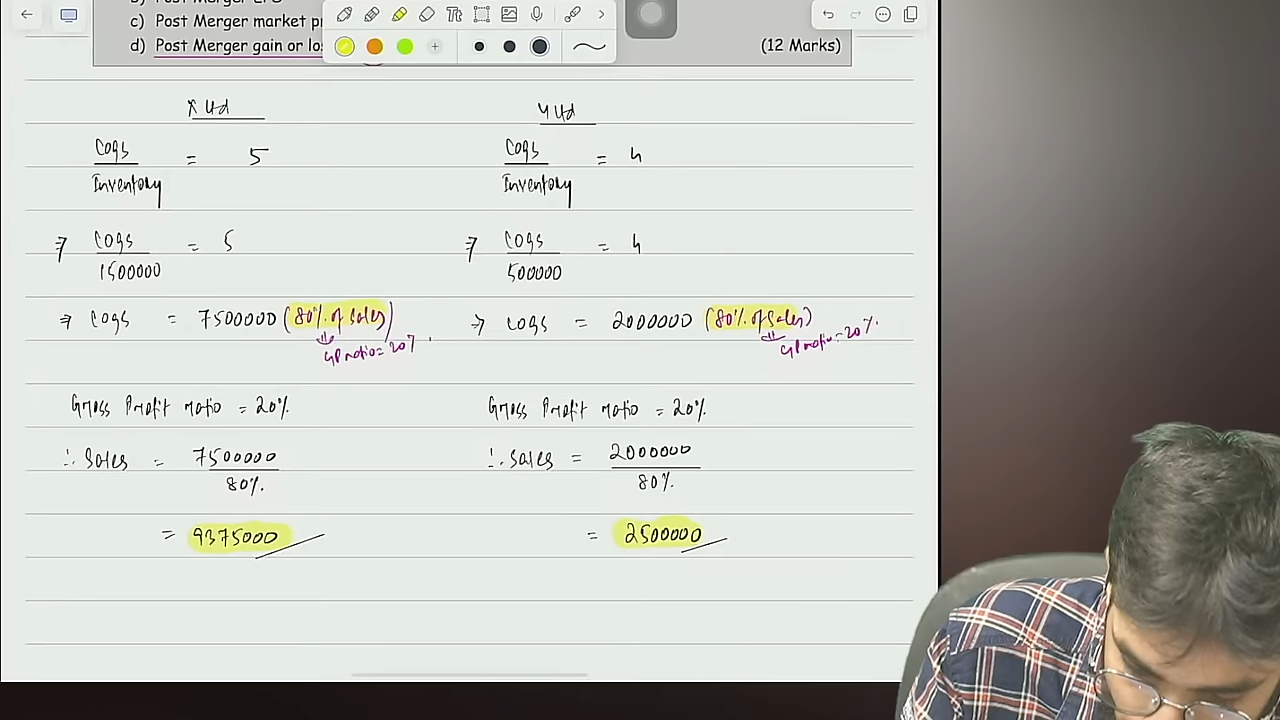 c) Post Merger market p
d) Post Merger gain or los
(12 Marks)
X Ltd
Cogs
Inventory
= 5
⇒ Cogs
1500000
= 5
⇒ Cogs = 7500000 (80% of sales)
GP ratio = 20%
Gross Profit ratio = 20%
∴ Sales = 7500000
80%
= 9375000
Y Ltd
Cogs
Inventory
= 4
⇒ Cogs
500000
= 4
⇒ Cogs = 2000000 (80% of sales)
GP ratio = 20%
Gross Profit ratio = 20%
∴ Sales = 2000000
80%
= 2500000